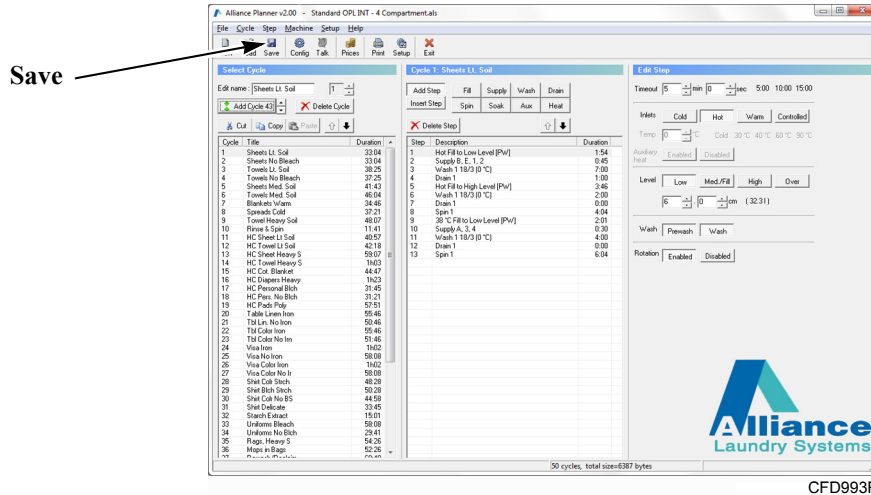 Alliance Planner v2.00 - Standard OPL INT - 4 Compartment.als
File Cycle Step Machine Setup Help
Save Config Talk Prices Print Setup Exit
Save
Select Cycle
Edit name: Sheets Lt. Soil 1
Add Cycle 43 Delete Cycle
Cut Copy Paste
Cycle Title Duration
1 Sheets Lt. Soil 33:04
2 Sheets No Bleach 33:04
3 Towels Lt. Soil 38:25
4 Towels No Bleach 37:25
5 Sheets Med. Soil 41:43
6 Towels Med. Soil 46:04
7 Blankets Warm 34:46
8 Spreads Cold 37:21
9 Towel Heavy Soil 48:07
10 Rinse & Spin 11:41
11 HC Sheet Lt Soil 40:57
12 HC Towel Lt Soil 42:18
13 HC Sheet Heavy S 59:07
14 HC Towel Heavy S 1h03
15 HC Cot. Blanket 44:47
16 HC Diapers Heavy 1h23
17 HC Personal Blch 31:45
18 HC Pers. No Blch 31:21
19 HC Pads Poly 57:51
20 Table Linen Iron 55:46
21 Tbl Lin. No Iron 50:46
22 Tbl Color Iron 55:46
23 Tbl Color No Irn 51:46
24 Visa Iron 1h02
25 Visa No Iron 58:08
26 Visa Color Iron 1h02
27 Visa Color No Ir 58:08
28 Shirt Colr Strch 48:28
29 Shirt Blch Strch 50:28
30 Shirt Colr No BS 44:58
31 Shirt Delicate 33:45
32 Starch Extract 15:01
33 Uniforms Bleach 58:08
34 Uniforms No Blch 29:41
35 Rags, Heavy S 54:26
36 Mops in Bags 52:26
Cycle 1: Sheets Lt. Soil
Add Step Fill Supply Wash Drain
Insert Step Spin Soak Aux Heat
Delete Step
Step Description Duration
1 Hot Fill to Low Level [PW] 1:54
2 Supply B, E, 1, 2 0:45
3 Wash 1 18/3 (0 °C) 7:00
4 Drain 1 1:00
5 Hot Fill to High Level [PW] 3:46
6 Wash 1 18/3 (0 °C) 2:00
7 Drain 1 0:00
8 Spin 1 4:04
9 38 °C Fill to Low Level [PW] 2:01
10 Supply A, 3, 4 0:30
11 Wash 1 18/3 (0 °C) 4:00
12 Drain 1 0:00
13 Spin 1 6:04
Edit Step
Timeout 5 min 0 sec 5:00 10:00 15:00
Inlets Cold Hot Warm Controlled
Temp 0 °C Cold 30 °C 40 °C 60 °C 90 °C
Auxiliary heat Enabled Disabled
Level Low Med./Fill High Over
6 . 0 cm (32.3 l)
Wash Prewash Wash
Rotation Enabled Disabled
Alliance
Laundry Systems
50 cycles, total size=6387 bytes